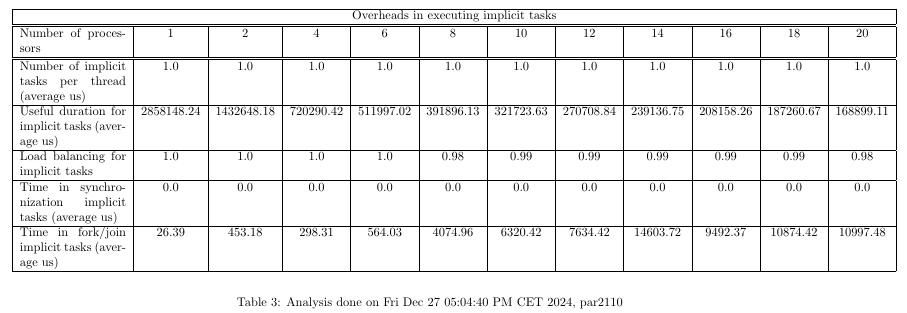 Overheads in executing implicit tasks
Number of proces-
sors 1 2 4 6 8 10 12 14 16 18 20
Number of implicit
tasks per thread
(average us) 1.0 1.0 1.0 1.0 1.0 1.0 1.0 1.0 1.0 1.0 1.0
Useful duration for
implicit tasks (aver-
age us) 2858148.24 1432648.18 720290.42 511997.02 391896.13 321723.63 270708.84 239136.75 208158.26 187260.67 168899.11
Load balancing for
implicit tasks 1.0 1.0 1.0 1.0 0.98 0.99 0.99 0.99 0.99 0.99 0.98
Time in synchro-
nization implicit
tasks (average us) 0.0 0.0 0.0 0.0 0.0 0.0 0.0 0.0 0.0 0.0 0.0
Time in fork/join
implicit tasks (aver-
age us) 26.39 453.18 298.31 564.03 4074.96 6320.42 7634.42 14603.72 9492.37 10874.42 10997.48
Table 3: Analysis done on Fri Dec 27 05:04:40 PM CET 2024, par2110